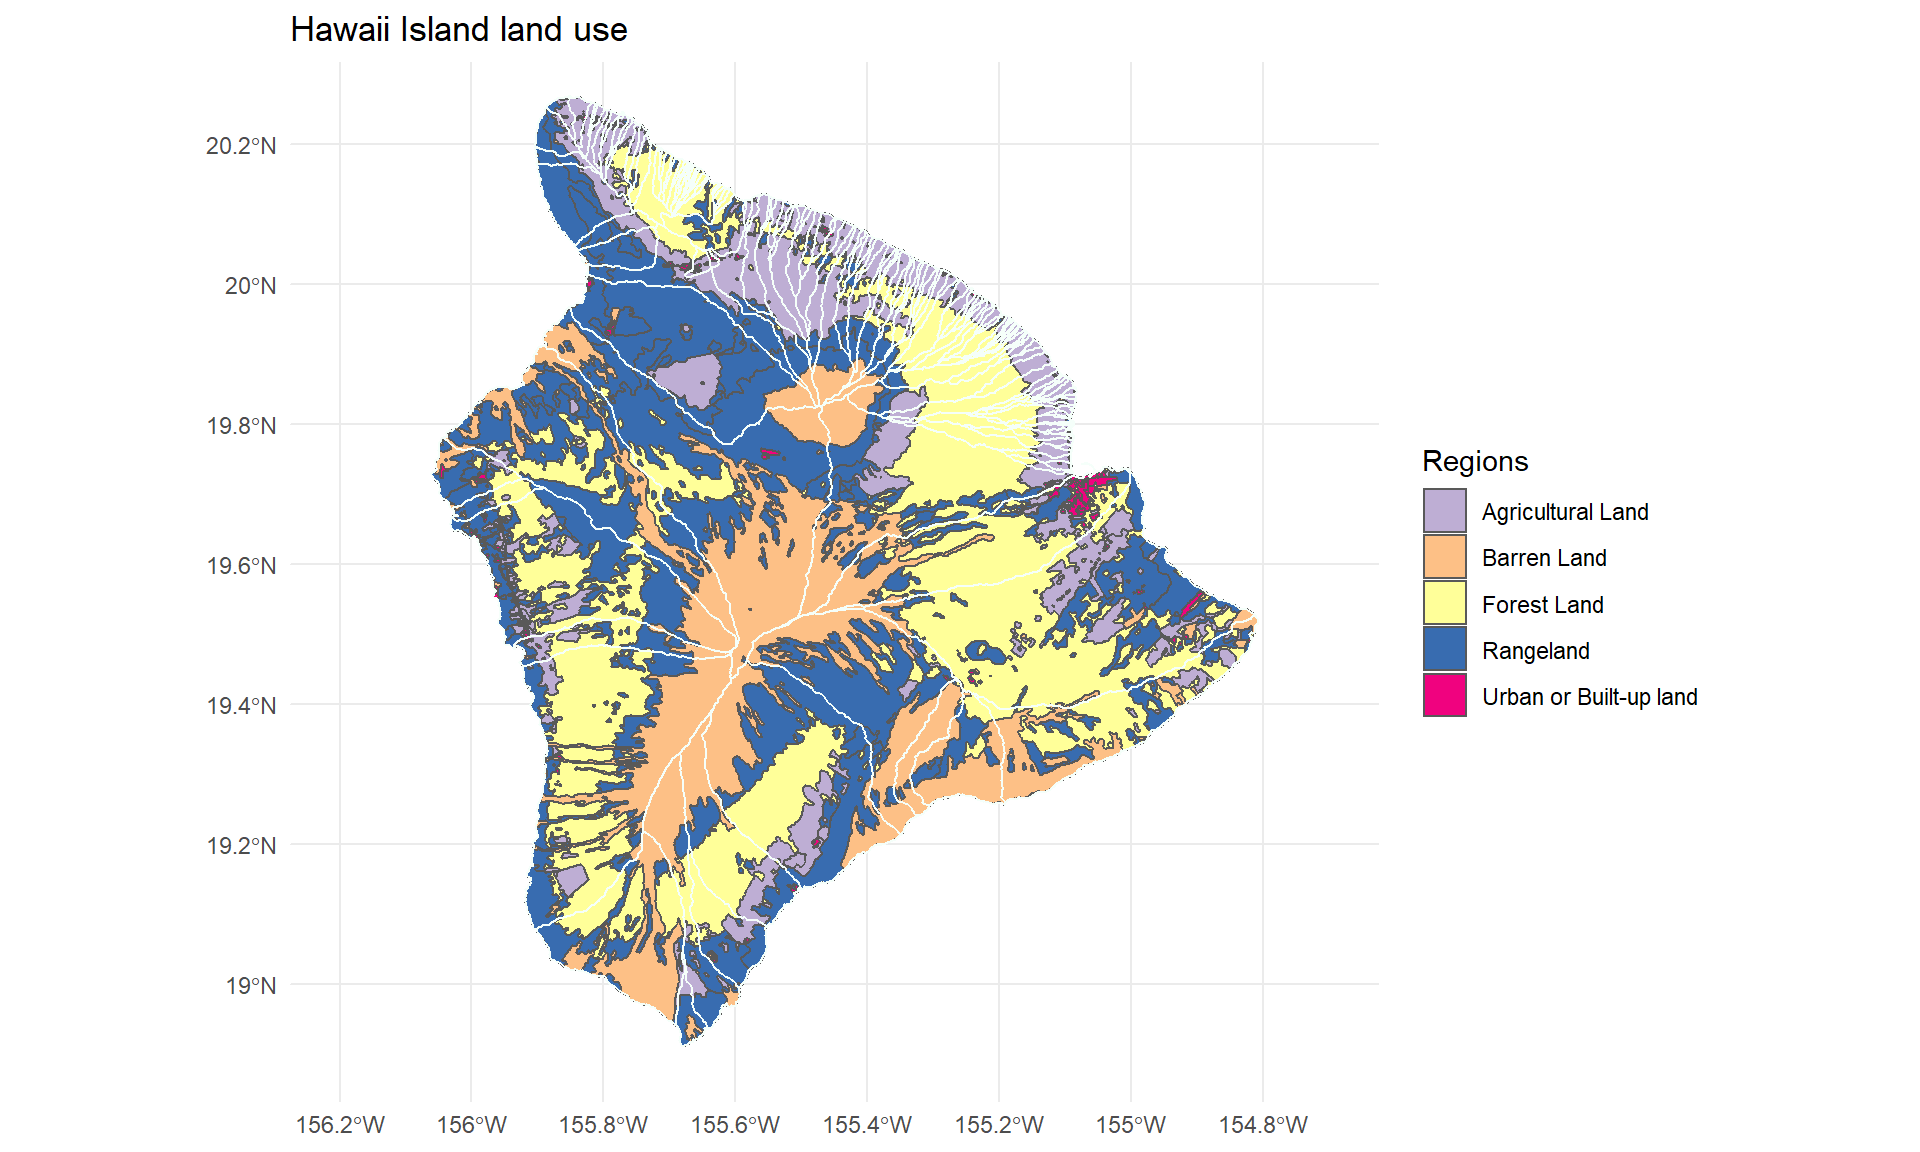 Hawaii Island land use
20.2°N
20°N
19.8°N
19.6°N
19.4°N
19.2°N
19°N
156.2°W
156°W
155.8°W
155.6°W
155.4°W
155.2°W
155°W
154.8°W
Regions
Agricultural Land
Barren Land
Forest Land
Rangeland
Urban or Built-up land